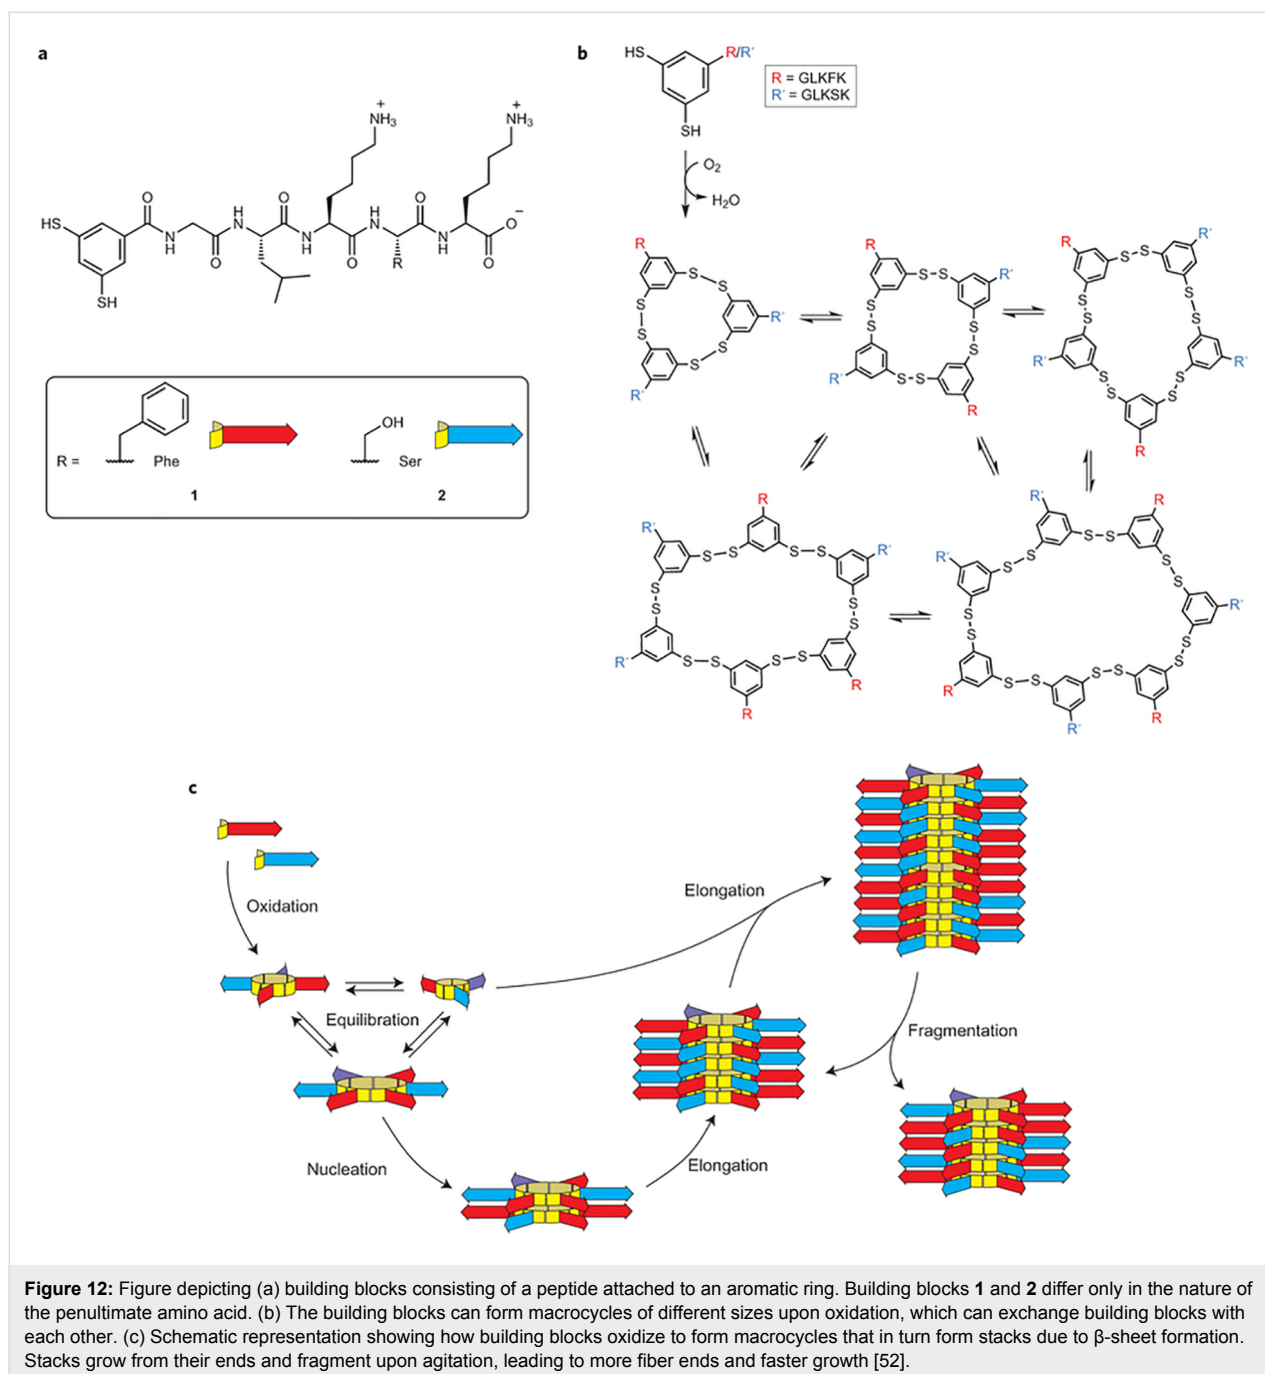 a
NH3
+
NH3
+
HS
O
N
H
O
H
N
O
N
H
O
H
N
R
O
N
H
O
O
−
SH
R =
Phe
1
OH
Ser
2
b
HS
R/R′
SH
R = GLKFK
R′ = GLKSK
O2
H2O
R
S
S
S
S
S
S
R′
R′
R
S
S
R′
S
S
S
S
S
S
R′
R
R
S
S
R′
S
S
S
S
R′
R′
S
S
S
S
R
R
R′
R′
S
S
S
S
S
S
S
S
R′
S
S
S
S
R
R
R′
R
R′
S
S
S
S
S
S
R′
S
S
S
S
R
S
S
S
S
R′
R
c
Oxidation
Equilibration
Nucleation
Elongation
Elongation
Fragmentation
Figure 12: Figure depicting (a) building blocks consisting of a peptide attached to an aromatic ring. Building blocks 1 and 2 differ only in the nature of
the penultimate amino acid. (b) The building blocks can form macrocycles of different sizes upon oxidation, which can exchange building blocks with
each other. (c) Schematic representation showing how building blocks oxidize to form macrocycles that in turn form stacks due to β-sheet formation.
Stacks grow from their ends and fragment upon agitation, leading to more fiber ends and faster growth [52].